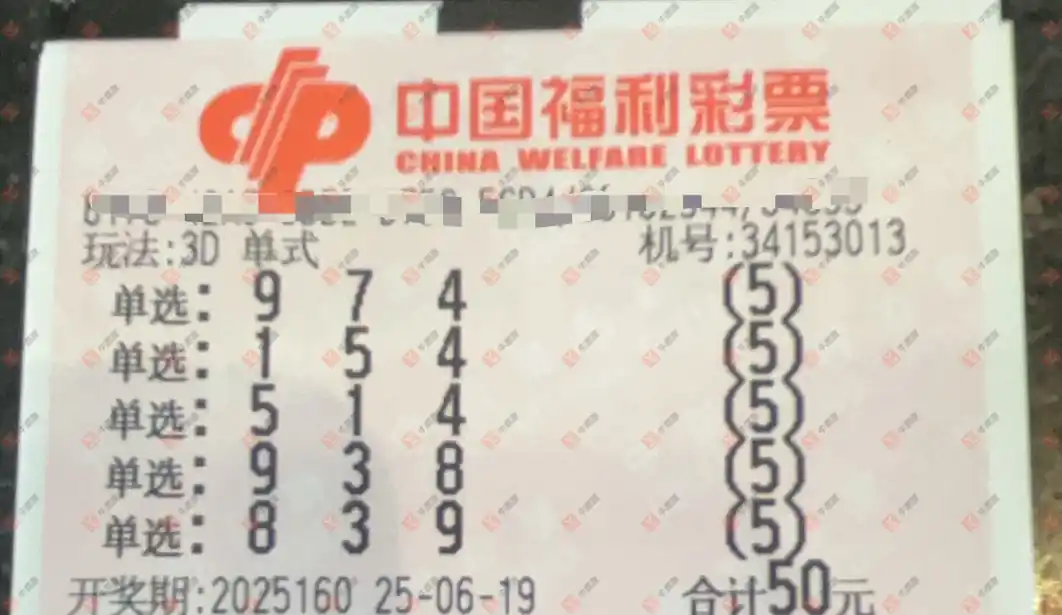 中国福利彩票
CHINA WELFARE LOTTERY
玩法:3D 单式 机号:34153013
单选: 9 7 4 (5)
单选: 1 5 4 (5)
单选: 5 1 4 (5)
单选: 9 3 8 (5)
单选: 8 3 9 (5)
开奖期:2025160 25-06-19 合计50元